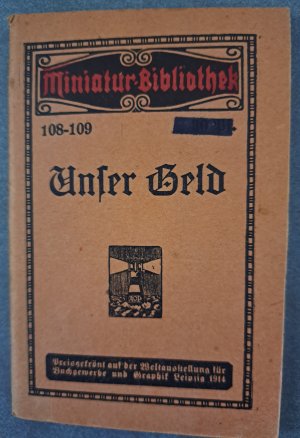 Miniatur-Bibliothek
108-109
Unser Geld
Preisgekrönt auf der Weltausstellung für
Buchgewerbe und Graphik Leipzig 1914